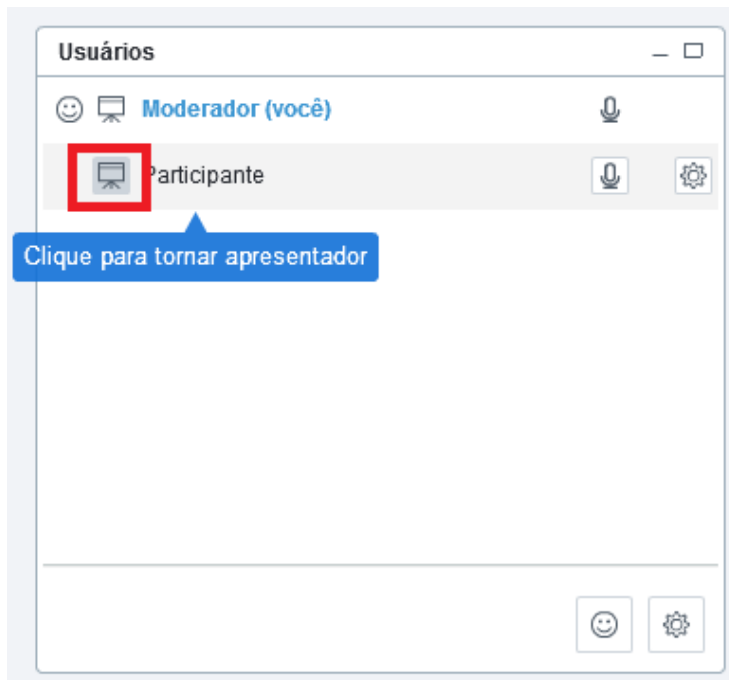 Usuários
Moderador (você)
Participante
Clique para tornar apresentador